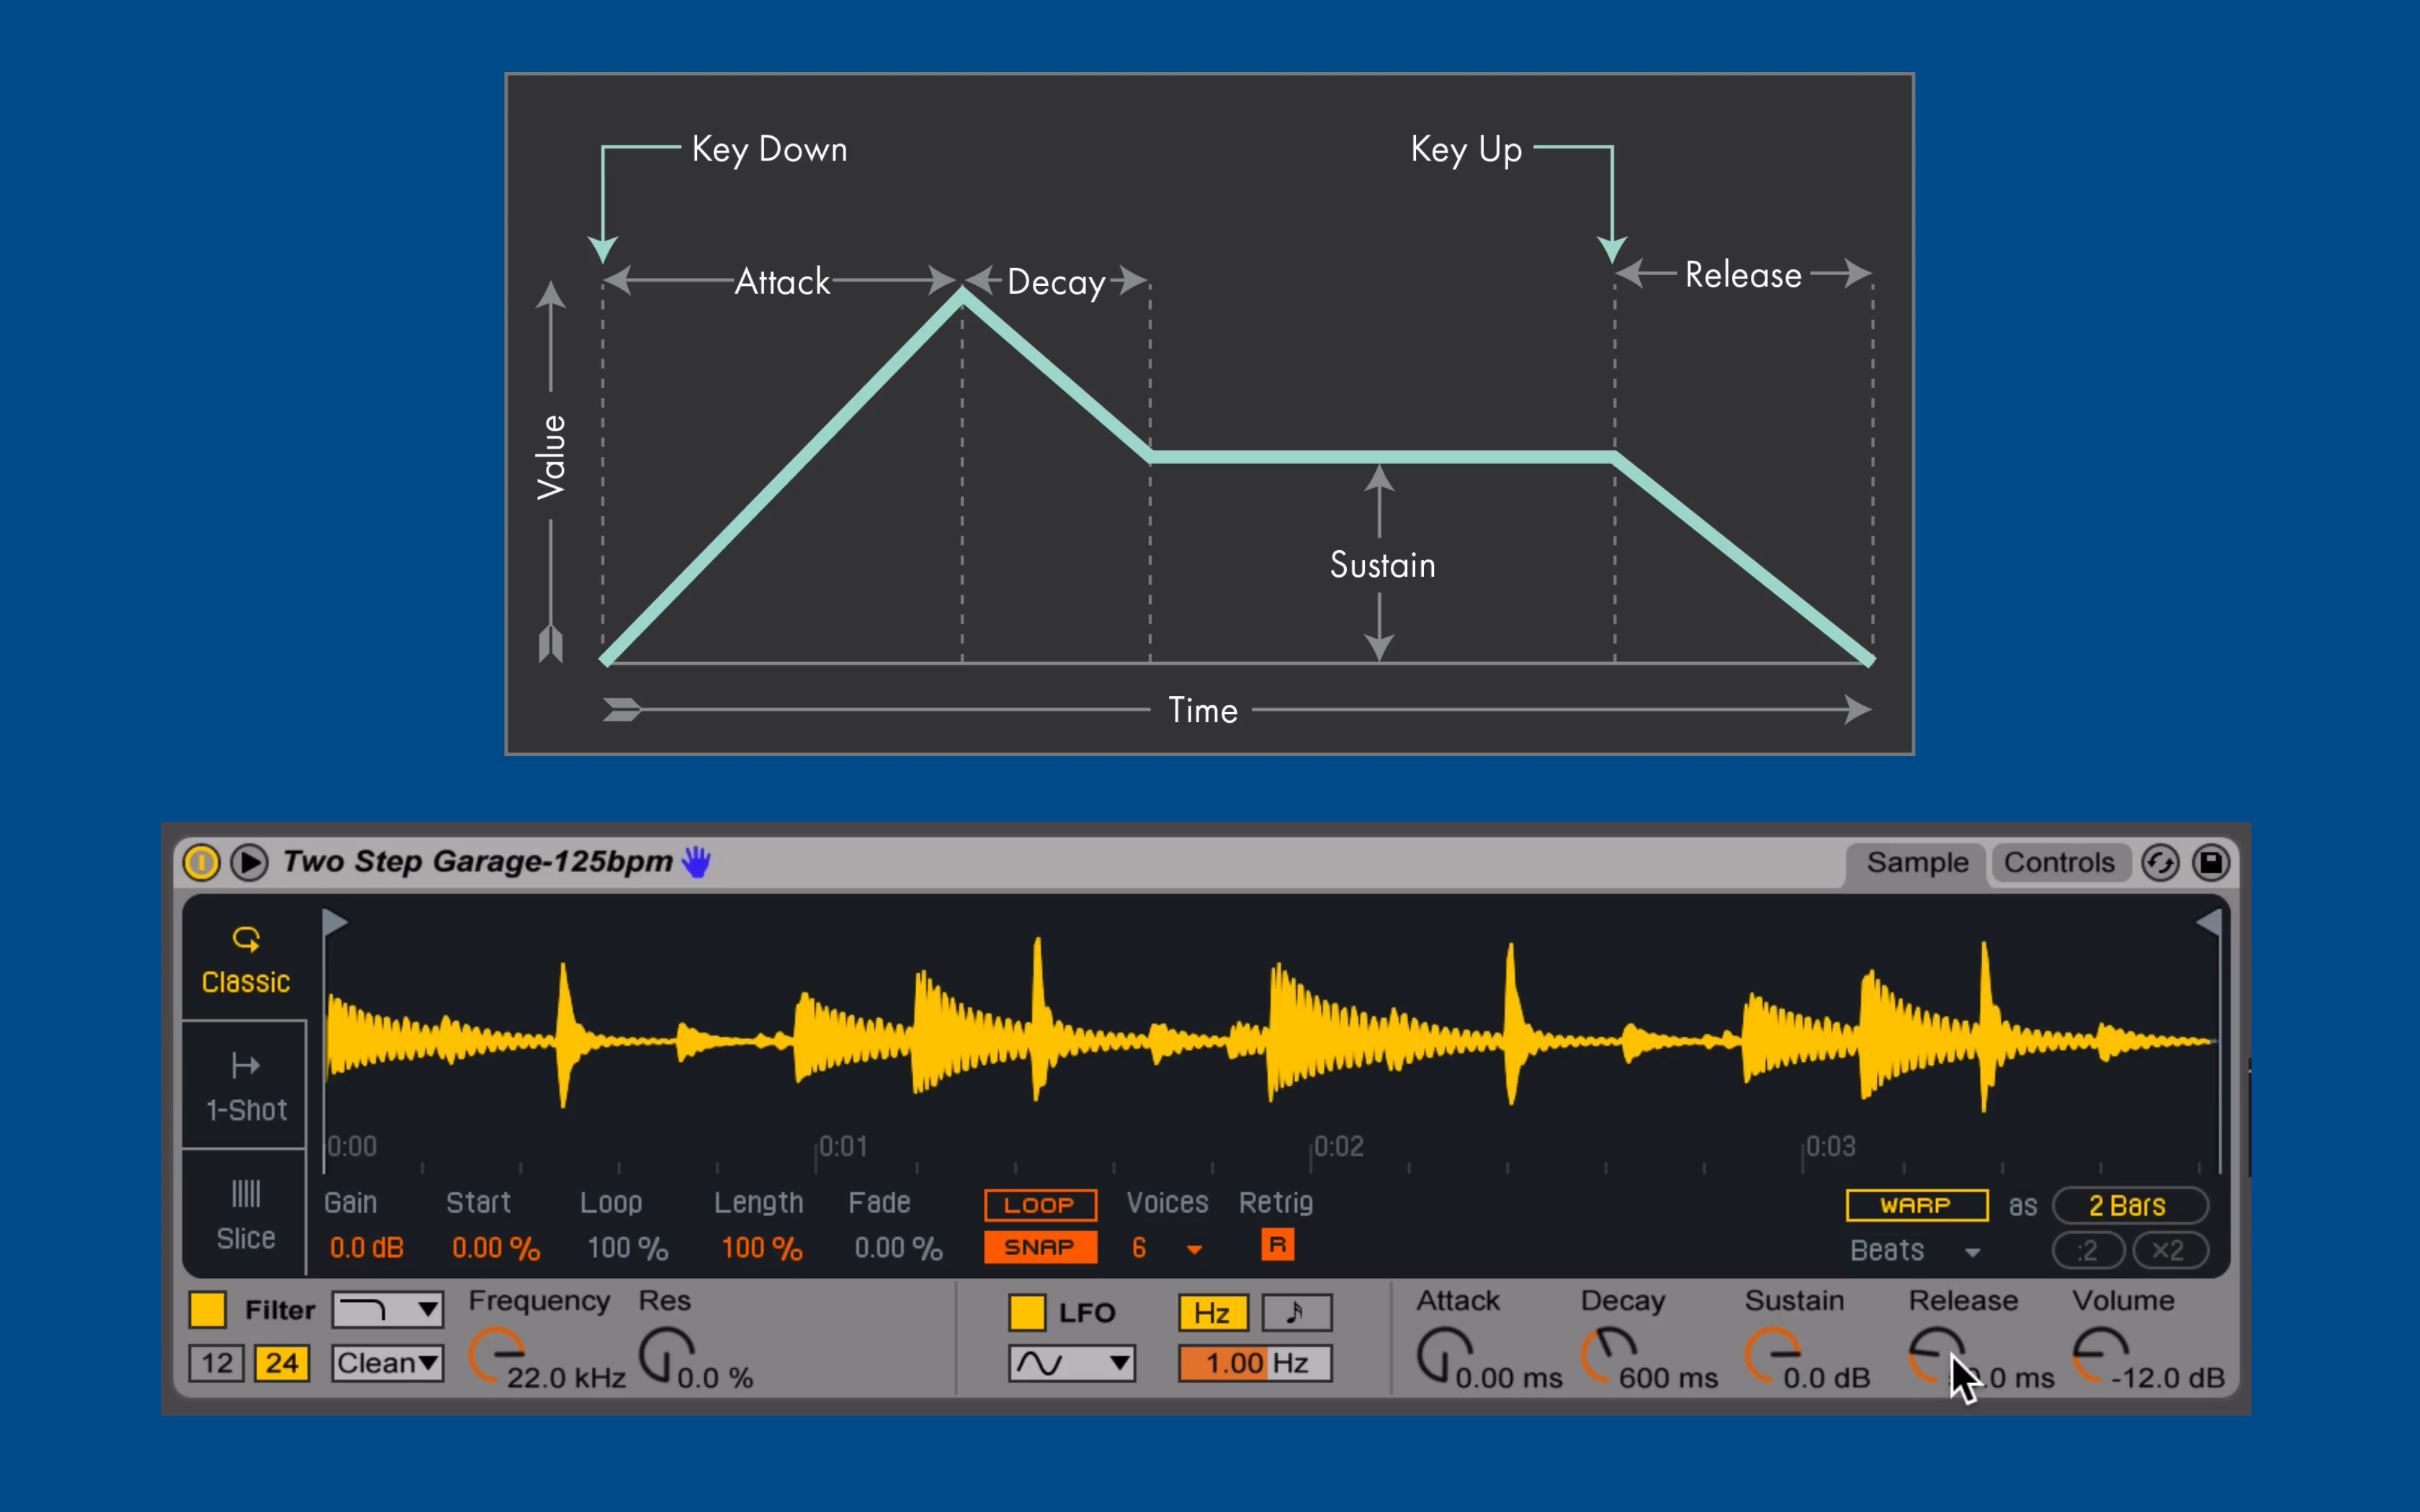 Key Down
Key Up
Attack
Decay
Release
Value
Sustain
Time
Two Step Garage-125bpm
Sample
Controls
Classic
1-Shot
Slice
0:00
0:01
0:02
0:03
Gain
Start
Loop
Length
Fade
LOOP
Voices
Retrig
WARP
as
2 Bars
0.0 dB
0.00 %
100 %
100 %
0.00 %
SNAP
6
R
Beats
:2
×2
Filter
Frequency
Res
LFO
Hz
Attack
Decay
Sustain
Release
Volume
12
24
Clean
22.0 kHz
0.0 %
1.00 Hz
0.00 ms
600 ms
0.0 dB
.0 ms
-12.0 dB